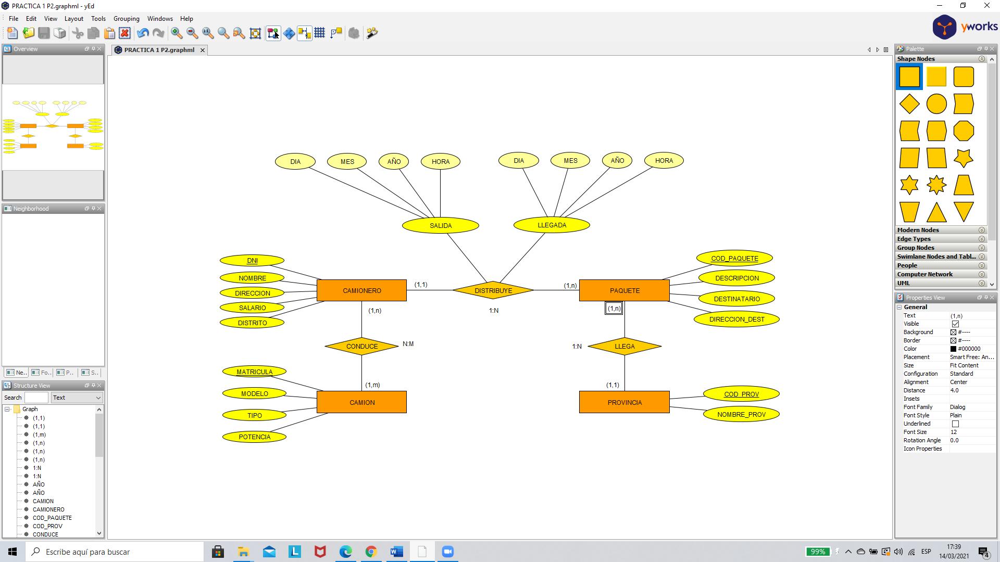 PRACTICA 1 P2.graphml - yEd
File Edit View Layout Tools Grouping Windows Help
yworks
Overview
PRACTICA 1 P2.graphml
Palette
Shape Nodes
Modern Nodes
Edge Types
Group Nodes
Swimlane Nodes and Tabl...
People
Computer Network
UML
Neighborhood
Ne..
Fo..
P..
S..
Structure View
Search
Text
Graph
(1,1)
(1,1)
(1,m)
(1,n)
(1,n)
(1,n)
1:N
1:N
AÑO
AÑO
CAMION
CAMIONERO
COD_PAQUETE
COD_PROV
CONDUCE
DIA
MES
AÑO
HORA
DIA
MES
AÑO
HORA
SALIDA
LLEGADA
DNI
NOMBRE
DIRECCION
SALARIO
DISTRITO
CAMIONERO
(1,1)
DISTRIBUYE
(1,n)
PAQUETE
1:N
COD_PAQUETE
DESCRIPCION
DESTINATARIO
DIRECCION_DEST
(1,n)
(1,n)
CONDUCE
N:M
1:N
LLEGA
(1,m)
(1,1)
MATRICULA
MODELO
TIPO
POTENCIA
CAMION
PROVINCIA
COD_PROV
NOMBRE_PROV
Properties View
General
Text (1,n)
Visible
Background #----
Border #----
Color #000000
Placement Smart Free: An...
Size Fit Content
Configuration Standard
Alignment Center
Distance 4.0
Insets
Font Family Dialog
Font Style Plain
Underlined
Font Size 12
Rotation Angle 0.0
Icon Properties
Escribe aquí para buscar
99%
ESP
17:39
14/03/2021
4